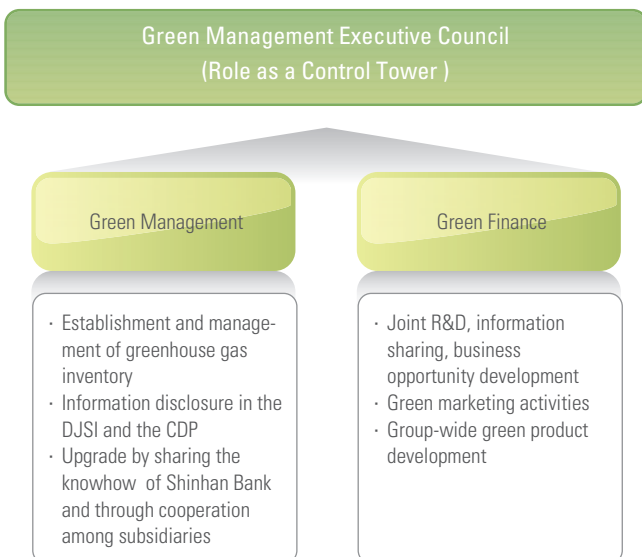 Green Management Executive Council
(Role as a Control Tower )
Green Management
· Establishment and manage-
ment of greenhouse gas
inventory
· Information disclosure in the
DJSI and the CDP
· Upgrade by sharing the
knowhow of Shinhan Bank
and through cooperation
among subsidiaries
Green Finance
· Joint R&D, information
sharing, business
opportunity development
· Green marketing activities
· Group-wide green product
development